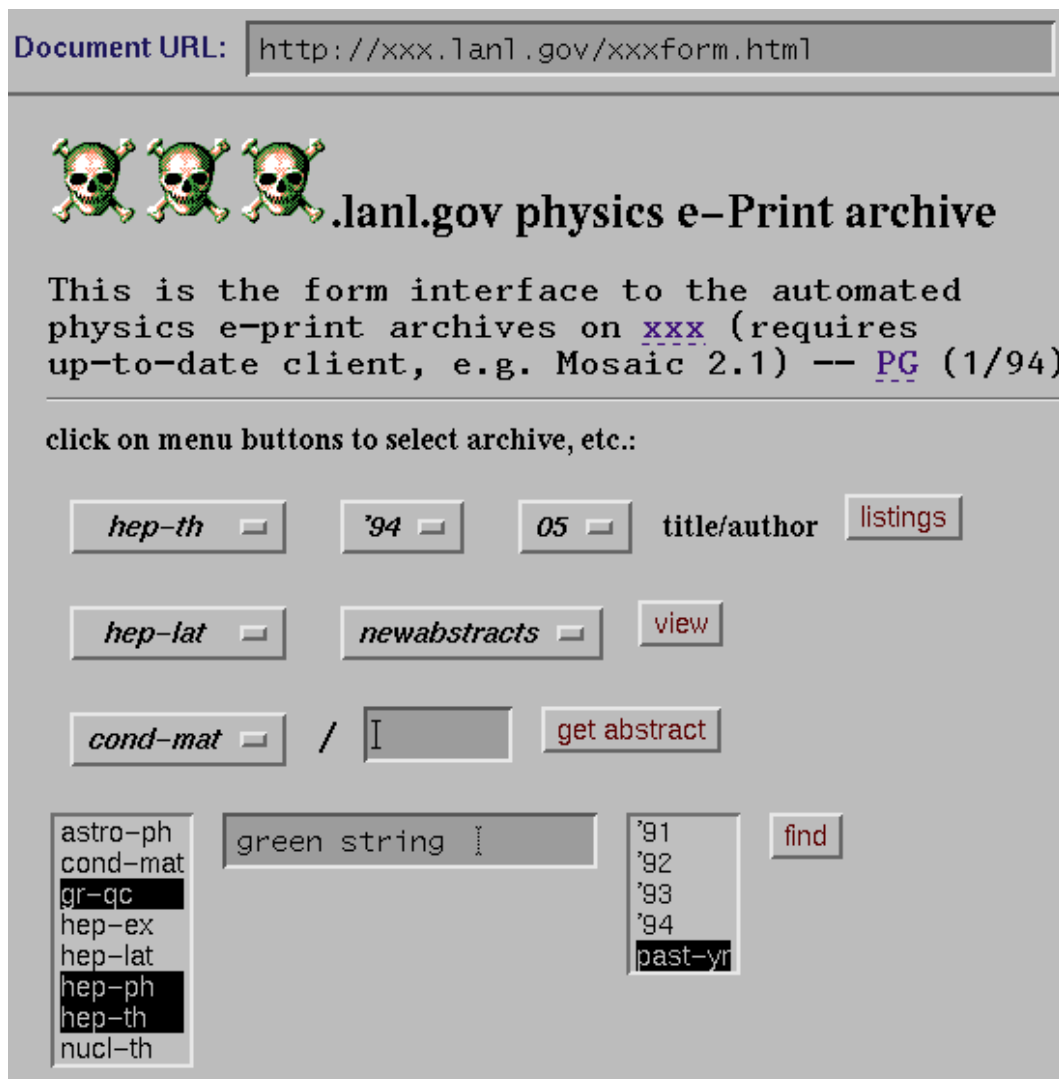 Document URL: http://xxx.lanl.gov/xxxform.html
.lanl.gov physics e-Print archive
This is the form interface to the automated
physics e-print archives on xxx (requires
up-to-date client, e.g. Mosaic 2.1) -- PG (1/94)
click on menu buttons to select archive, etc.:
hep-th '94 05 title/author listings
hep-lat newabstracts view
cond-mat / get abstract
astro-ph
cond-mat
gr-qc
hep-ex
hep-lat
hep-ph
hep-th
nucl-th
green string
'91
'92
'93
'94
past-yr
find